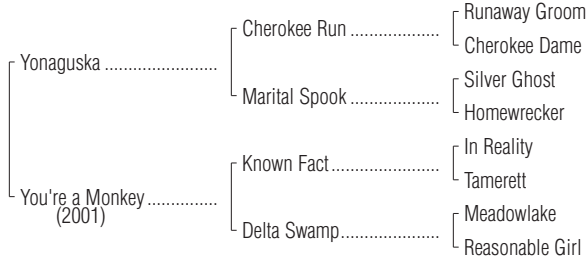 Runaway Groom
Cherokee Run ....................
Cherokee Dame
Yonaguska .........................
Silver Ghost
Marital Spook ....................
Homewrecker
In Reality
Known Fact........................
Tamerett
You're a Monkey ...............
(2001)
Meadowlake
Delta Swamp......................
Reasonable Girl